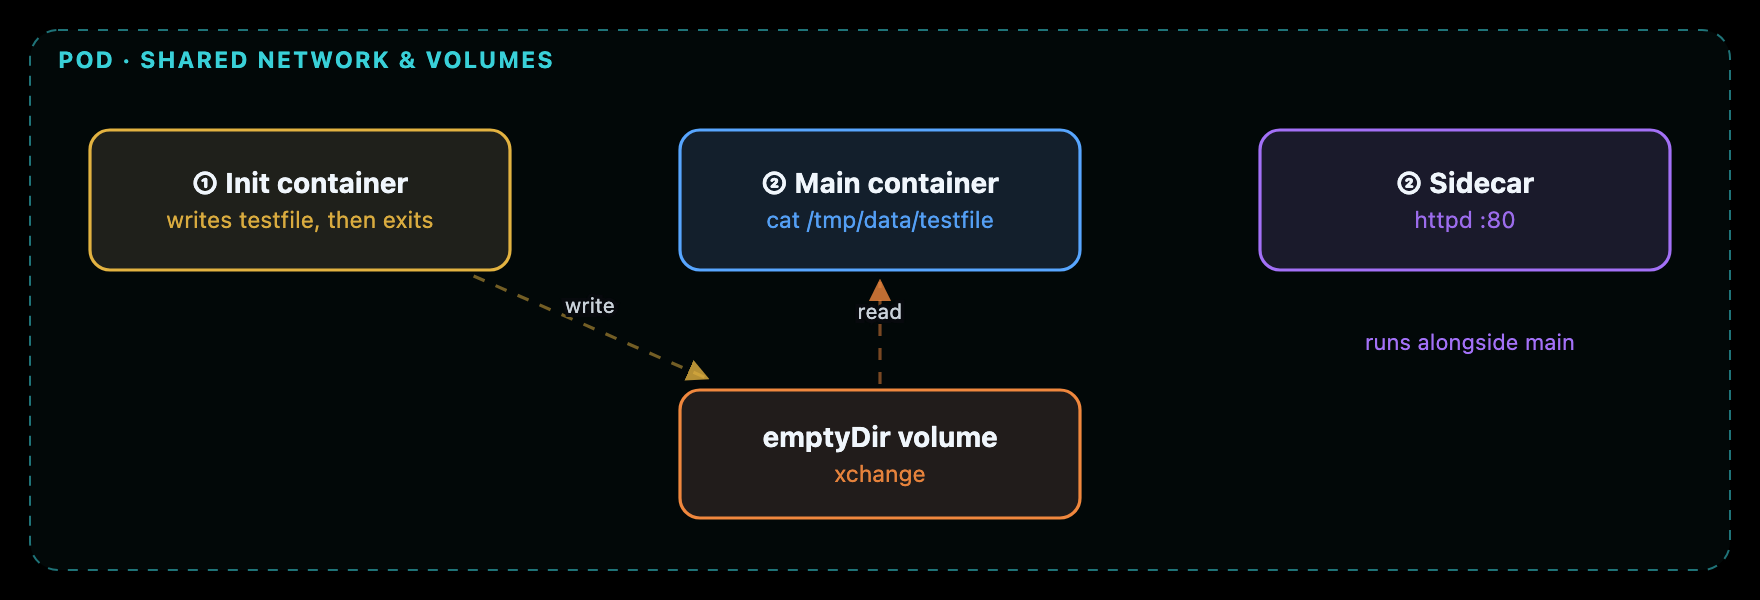 POD · SHARED NETWORK & VOLUMES
① Init container
writes testfile, then exits
② Main container
cat /tmp/data/testfile
② Sidecar
httpd :80
write
read
runs alongside main
emptyDir volume
xchange